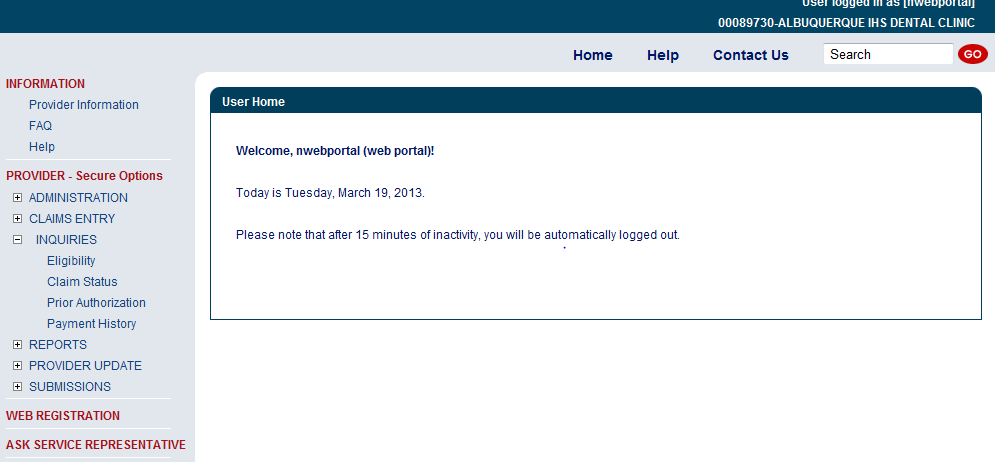 User logged in as [nwebportal]
00089730-ALBUQUERQUE IHS DENTAL CLINIC
Home Help Contact Us Search GO
INFORMATION
Provider Information
FAQ
Help
PROVIDER - Secure Options
ADMINISTRATION
CLAIMS ENTRY
INQUIRIES
Eligibility
Claim Status
Prior Authorization
Payment History
REPORTS
PROVIDER UPDATE
SUBMISSIONS
WEB REGISTRATION
ASK SERVICE REPRESENTATIVE
User Home
Welcome, nwebportal (web portal)!
Today is Tuesday, March 19, 2013.
Please note that after 15 minutes of inactivity, you will be automatically logged out.